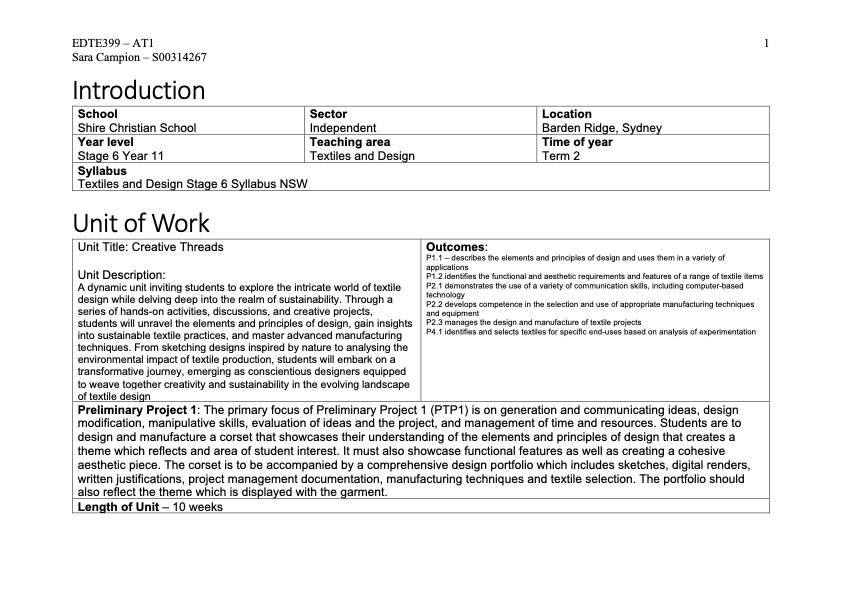 EDTE399 – AT1
1
Sara Campion – S00314267
Introduction
School
Shire Christian School
Sector
Independent
Location
Barden Ridge, Sydney
Year level
Stage 6 Year 11
Teaching area
Textiles and Design
Time of year
Term 2
Syllabus
Textiles and Design Stage 6 Syllabus NSW
Unit of Work
Unit Title: Creative Threads
Unit Description:
A dynamic unit inviting students to explore the intricate world of textile
design while delving deep into the realm of sustainability. Through a
series of hands-on activities, discussions, and creative projects,
students will unravel the elements and principles of design, gain insights
into sustainable textile practices, and master advanced manufacturing
techniques. From sketching designs inspired by nature to analysing the
environmental impact of textile production, students will embark on a
transformative journey, emerging as conscientious designers equipped
to weave together creativity and sustainability in the evolving landscape
of textile design
Outcomes:
P1.1 – describes the elements and principles of design and uses them in a variety of
applications
P1.2 identifies the functional and aesthetic requirements and features of a range of textile items
P2.1 demonstrates the use of a variety of communication skills, including computer-based
technology
P2.2 develops competence in the selection and use of appropriate manufacturing techniques
and equipment
P2.3 manages the design and manufacture of textile projects
P4.1 identifies and selects textiles for specific end-uses based on analysis of experimentation
Preliminary Project 1: The primary focus of Preliminary Project 1 (PTP1) is on generation and communicating ideas, design
modification, manipulative skills, evaluation of ideas and the project, and management of time and resources. Students are to
design and manufacture a corset that showcases their understanding of the elements and principles of design that creates a
theme which reflects and area of student interest. It must also showcase functional features as well as creating a cohesive
aesthetic piece. The corset is to be accompanied by a comprehensive design portfolio which includes sketches, digital renders,
written justifications, project management documentation, manufacturing techniques and textile selection. The portfolio should
also reflect the theme which is displayed with the garment.
Length of Unit – 10 weeks